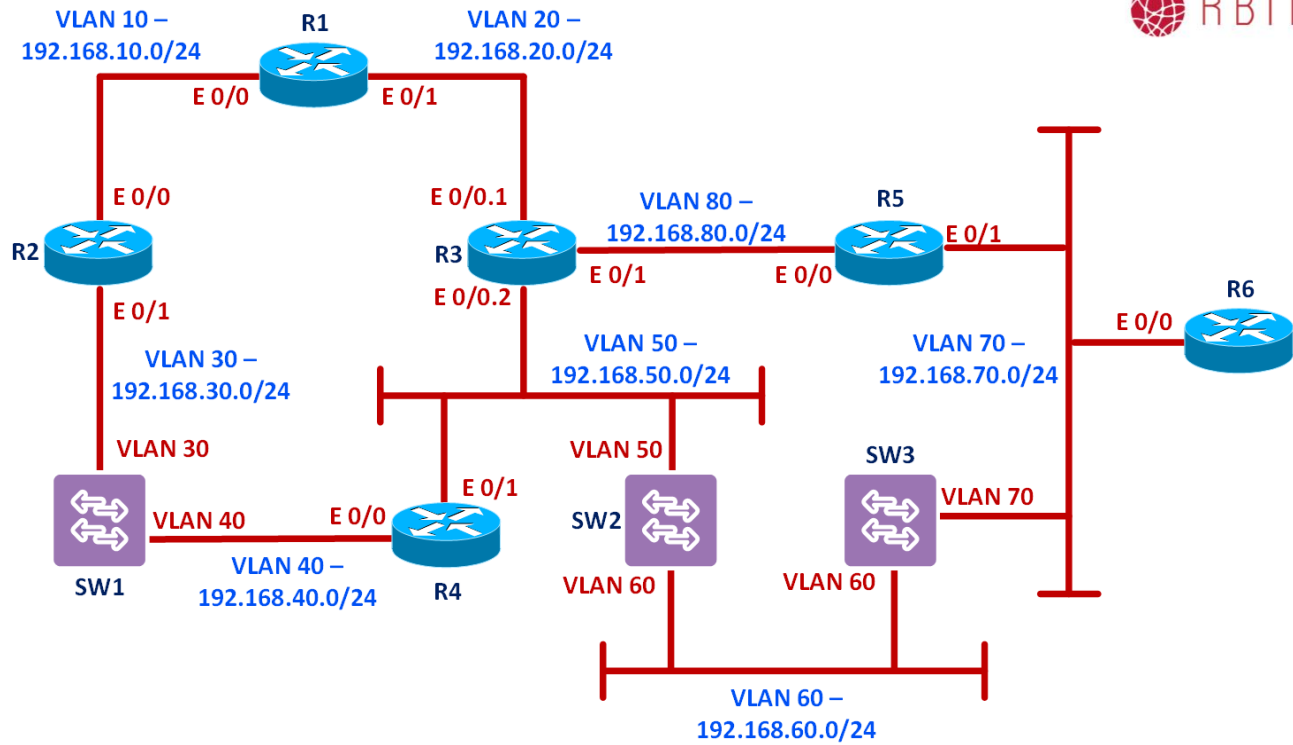 VLAN 10 –
192.168.10.0/24
R1
VLAN 20 –
192.168.20.0/24
E 0/0
E 0/1
E 0/0
R2
E 0/1
E 0/0.1
R3
E 0/0.2
E 0/1
VLAN 80 –
192.168.80.0/24
E 0/0
R5
E 0/1
R6
E 0/0
VLAN 30 –
192.168.30.0/24
VLAN 50 –
192.168.50.0/24
VLAN 70 –
192.168.70.0/24
VLAN 30
SW1
VLAN 40
E 0/0
E 0/1
R4
VLAN 40 –
192.168.40.0/24
VLAN 50
SW2
VLAN 60
SW3
VLAN 70
VLAN 60
VLAN 60 –
192.168.60.0/24